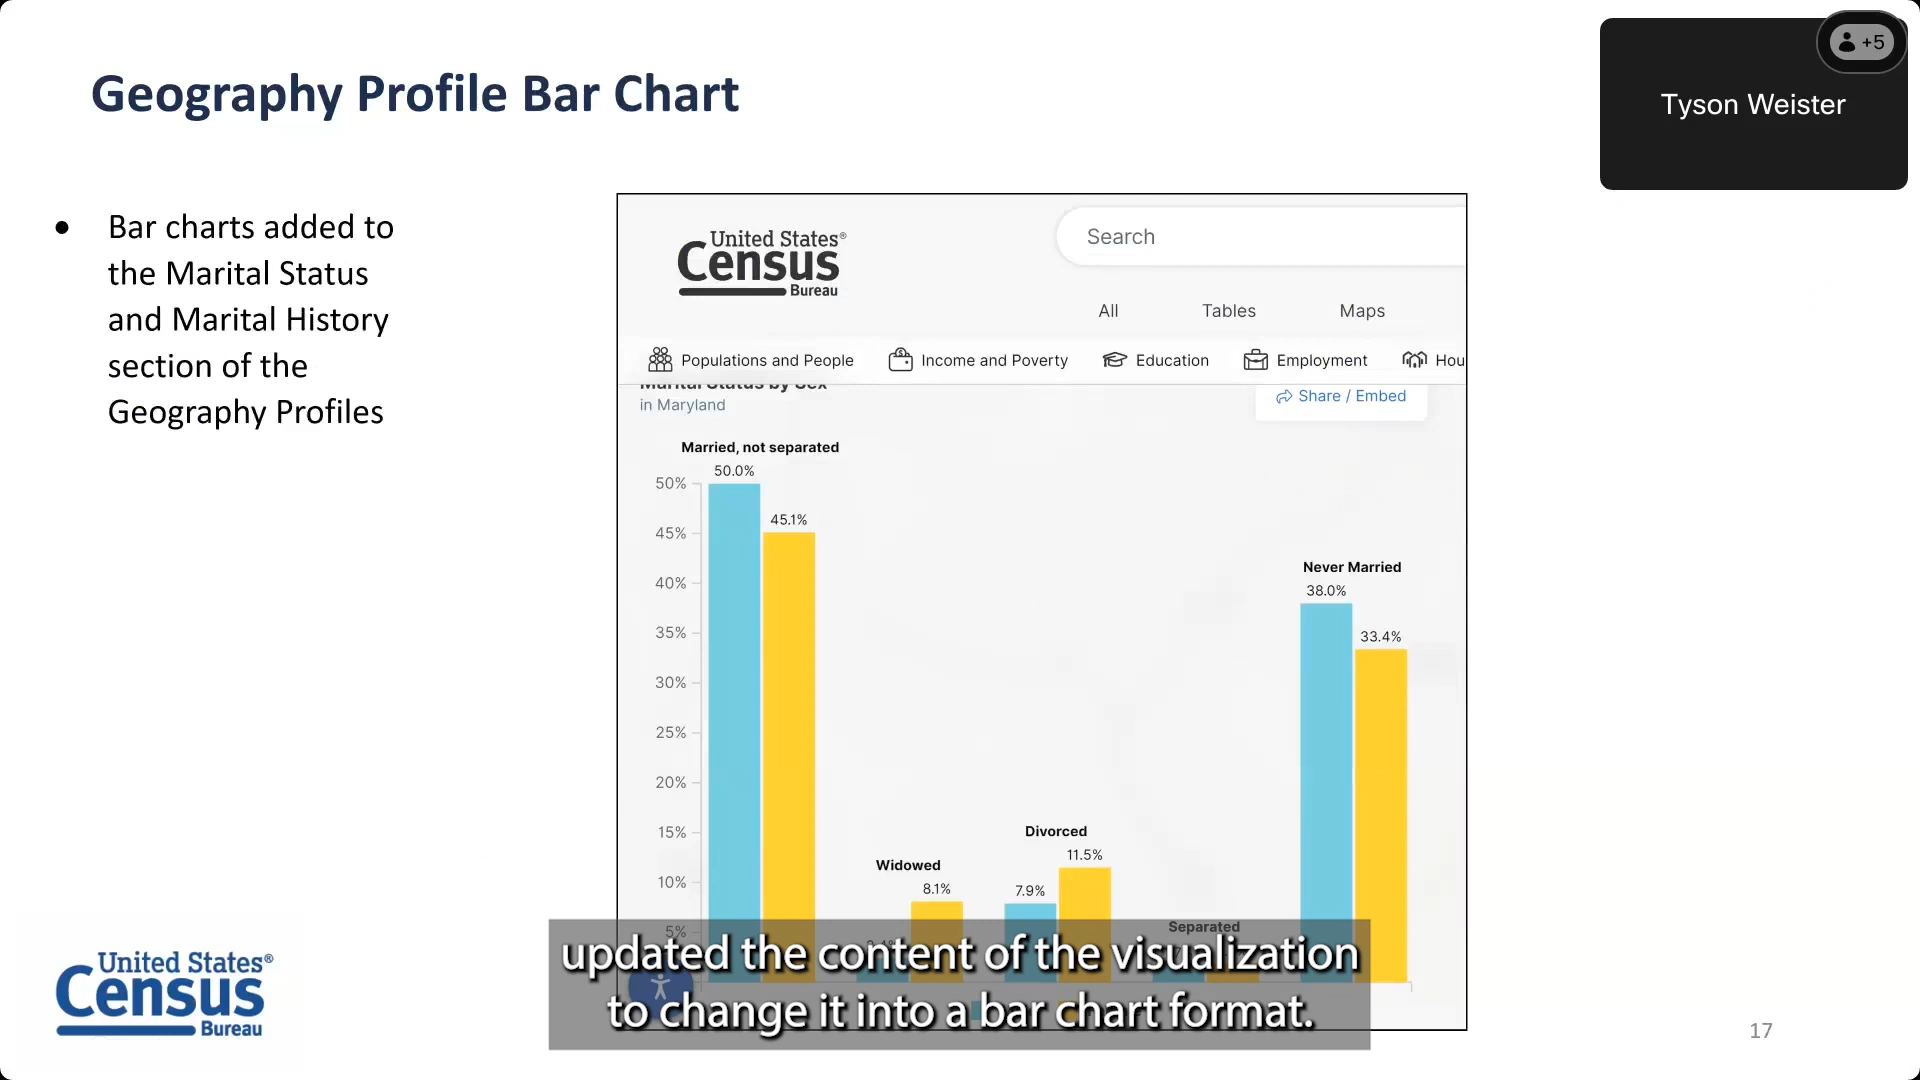 Geography Profile Bar Chart
+5
Tyson Weister
• Bar charts added to
the Marital Status
and Marital History
section of the
Geography Profiles
United States®
Census
Bureau
Search
All Tables Maps
Populations and People Income and Poverty Education Employment Hou
Marital Status by Sex
in Maryland
Share / Embed
Married, not separated
50.0%
50%
45.1%
45%
Never Married
40%
38.0%
35%
33.4%
30%
25%
20%
15%
Divorced
11.5%
Widowed
10%
8.1%
7.9%
5%
Separated
updated the content of the visualization
to change it into a bar chart format.
United States®
Census
Bureau
17